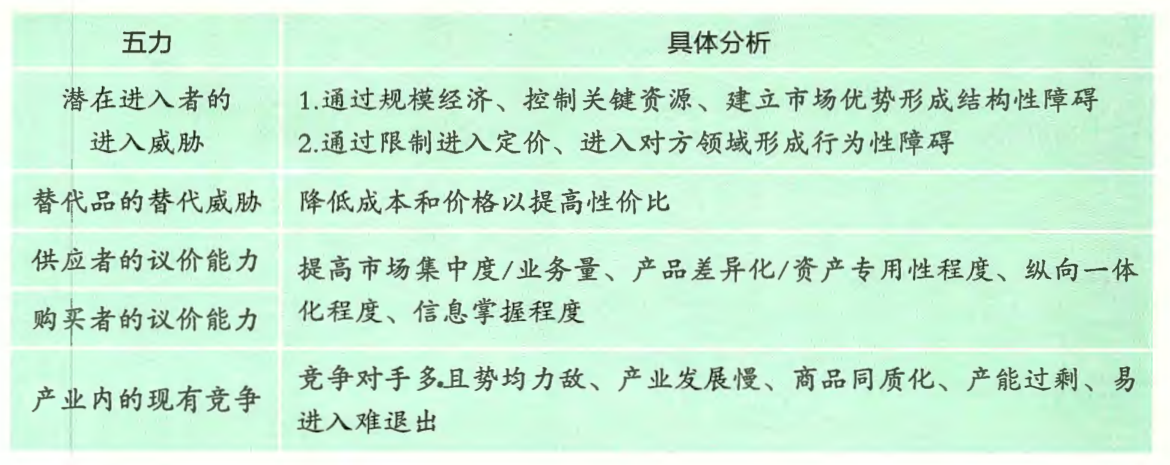 五力
具体分析
潜在进入者的
进入威胁
1.通过规模经济、控制关键资源、建立市场优势形成结构性障碍
2.通过限制进入定价、进入对方领域形成行为性障碍
替代品的替代威胁
降低成本和价格以提高性价比
供应者的议价能力
购买者的议价能力
提高市场集中度/业务量、产品差异化/资产专用性程度、纵向一体
化程度、信息掌握程度
产业内的现有竞争
竞争对手多且势均力敌、产业发展慢、商品同质化、产能过剩、易
进入难退出